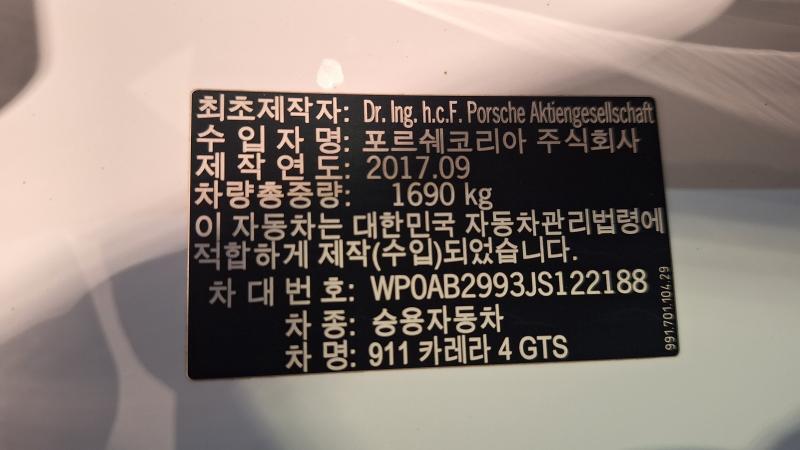 최초제작자: Dr. Ing. h.c.F. Porsche Aktiengesellschaft
수 입 자 명: 포르쉐코리아 주식회사
제 작 연 도: 2017.09
차량총중량: 1690 kg
이 자동차는 대한민국 자동차관리법령에
적합하게 제작(수입)되었습니다.
차 대 번 호: WP0AB2993JS122188
차 종: 승용자동차
차 명: 911 카레라 4 GTS
991.701.104.29